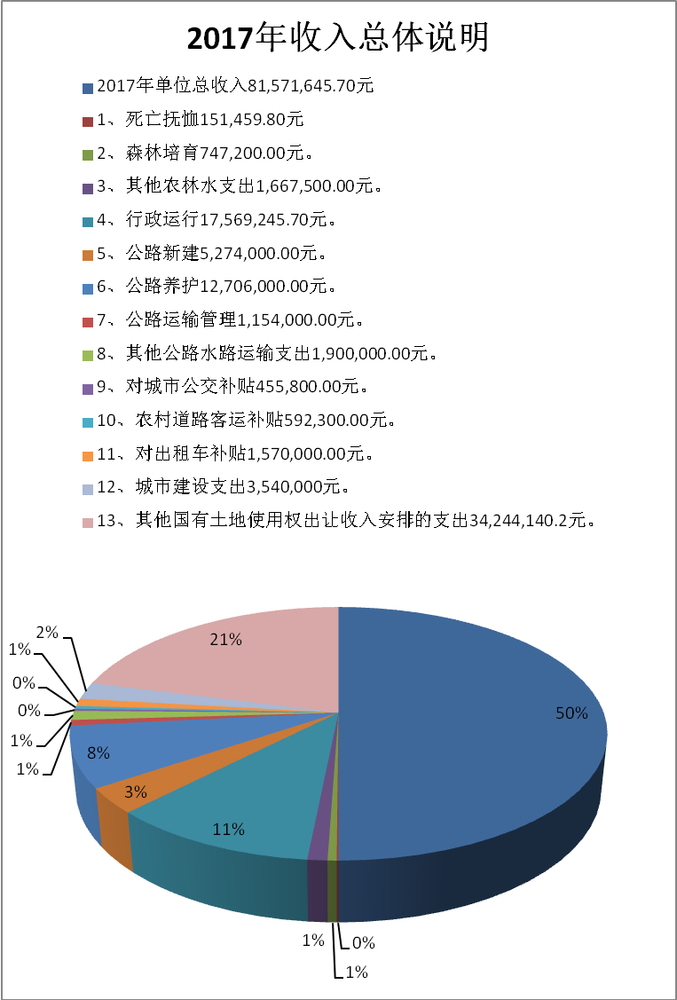 2017年收入总体说明
2017年单位总收入81,571,645.70元
1、死亡抚恤151,459.80元
2、森林培育747,200.00元。
3、其他农林水支出1,667,500.00元。
4、行政运行17,569,245.70元。
5、公路新建5,274,000.00元。
6、公路养护12,706,000.00元。
7、公路运输管理1,154,000.00元。
8、其他公路水路运输支出1,900,000.00元。
9、对城市公交补贴455,800.00元。
10、农村道路客运补贴592,300.00元。
11、对出租车补贴1,570,000.00元。
12、城市建设支出3,540,000元。
13、其他国有土地使用权出让收入安排的支出34,244,140.2元。
2%
21%
1%
0%
0%
50%
1%
8%
1%
3%
11%
1%
0%
1%